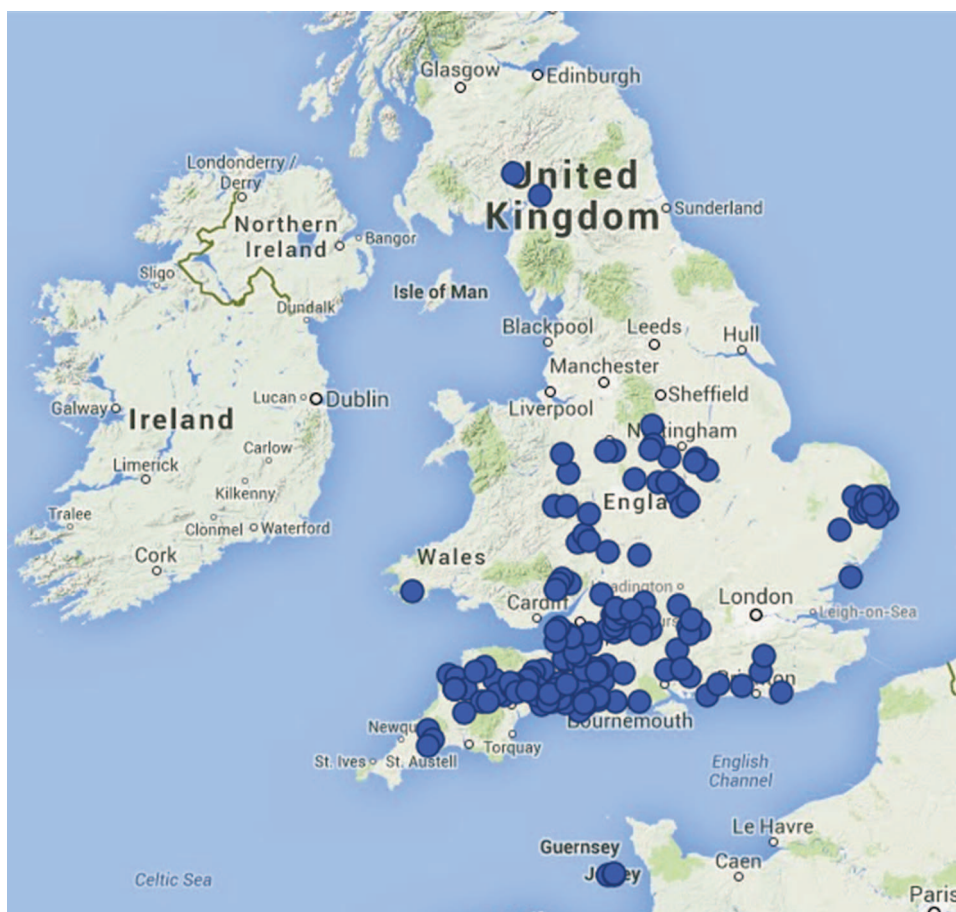 Glasgow
Edinburgh
Londonderry /
Derry
United
Kingdom
Sunderland
Northern
Ireland
Bangor
Sligo
Isle of Man
Dundalk
Blackpool
Leeds
Hull
Manchester
Lucan
Dublin
Liverpool
Sheffield
Galway
Ireland
Carlow
Limerick
Kilkenny
Tralee
Clonmel
Waterford
Cork
Wales
Cardiff
London
Leigh-on-Sea
Bournemouth
Torquay
St. Ives
St. Austell
English
Channel
Le Havre
Guernsey
Caen
Celtic Sea
Paris